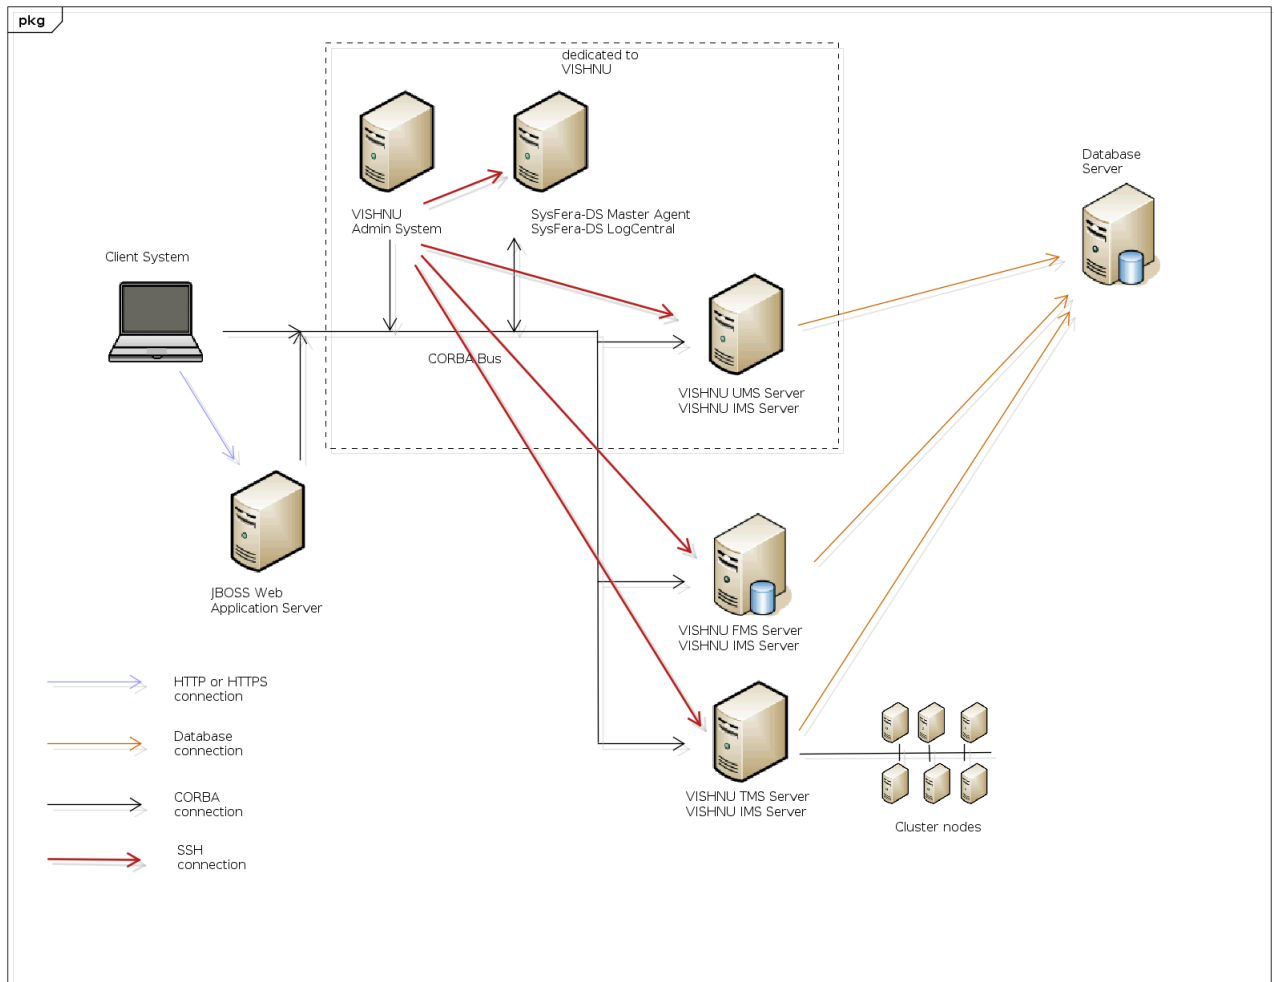 pkg
dedicated to
VISHNU
Database
Server
VISHNU
Admin System
SysFera-DS Master Agent
SysFera-DS LogCentral
Client System
CORBA Bus
VISHNU UMS Server
VISHNU IMS Server
JBOSS Web
Application Server
VISHNU FMS Server
VISHNU IMS Server
HTTP or HTTPS
connection
Database
connection
CORBA
connection
SSH
connection
VISHNU TMS Server
VISHNU IMS Server
Cluster nodes